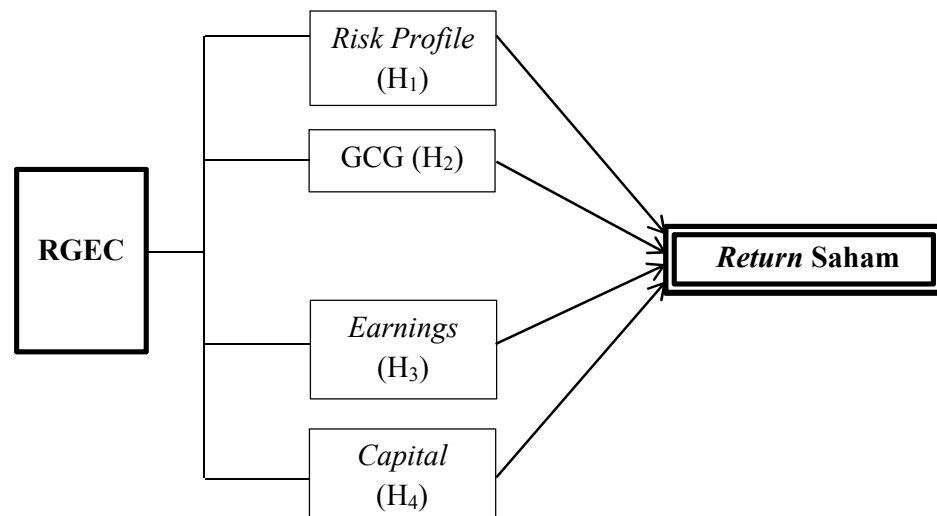 Risk Profile
(H₁)
GCG (H₂)
RGEC
Return Saham
Earnings
(H₃)
Capital
(H₄)